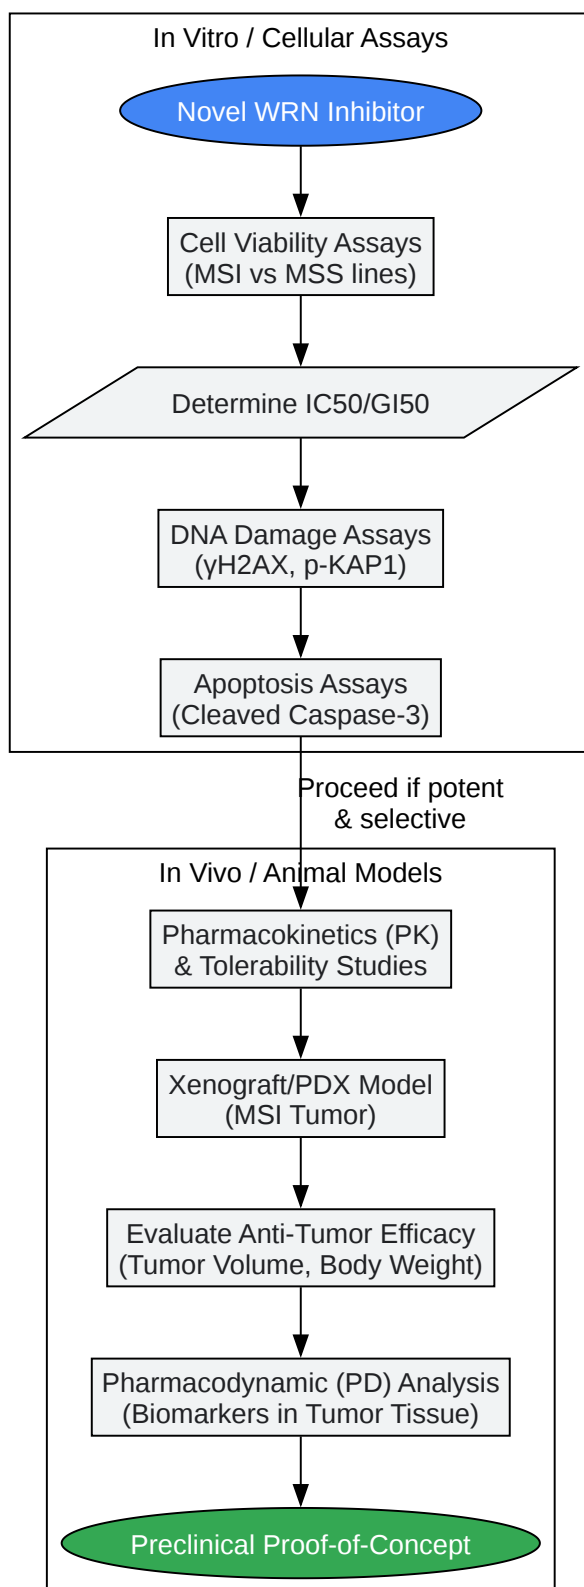 In Vitro / Cellular Assays
Novel WRN Inhibitor
Cell Viability Assays
(MSI vs MSS lines)
Determine IC50/GI50
DNA Damage Assays
(γH2AX, p-KAP1)
Apoptosis Assays
(Cleaved Caspase-3)
Proceed if potent
& selective
In Vivo / Animal Models
Pharmacokinetics (PK)
& Tolerability Studies
Xenograft/PDX Model
(MSI Tumor)
Evaluate Anti-Tumor Efficacy
(Tumor Volume, Body Weight)
Pharmacodynamic (PD) Analysis
(Biomarkers in Tumor Tissue)
Preclinical Proof-of-Concept